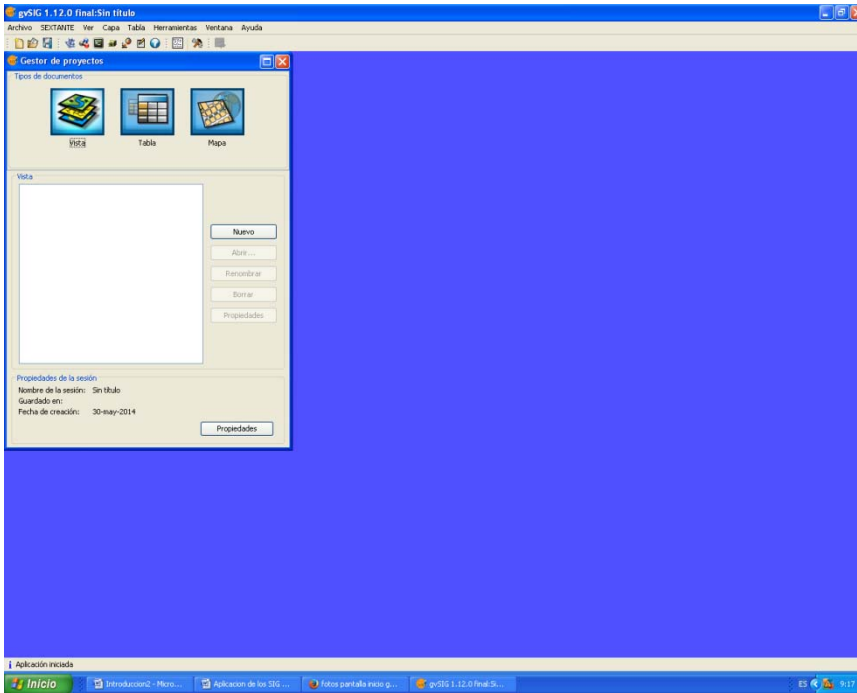 gvSIG 1.12.0 final:Sin título
Archivo SEXTANTE Ver Capa Tabla Herramientas Ventana Ayuda
Gestor de proyectos
Tipos de documentos
Vista Tabla Mapa
Vista
Nuevo
Abrir...
Renombrar
Borrar
Propiedades
Propiedades de la sesión
Nombre de la sesión: Sin título
Guardado en:
Fecha de creación: 30-may-2014
Propiedades
Aplicación iniciada
Inicio Introduccion2 - Micro... Aplicacion de los SIG ... fotos pantalla inicio g... gvSIG 1.12.0 final:Si... ES 9:17